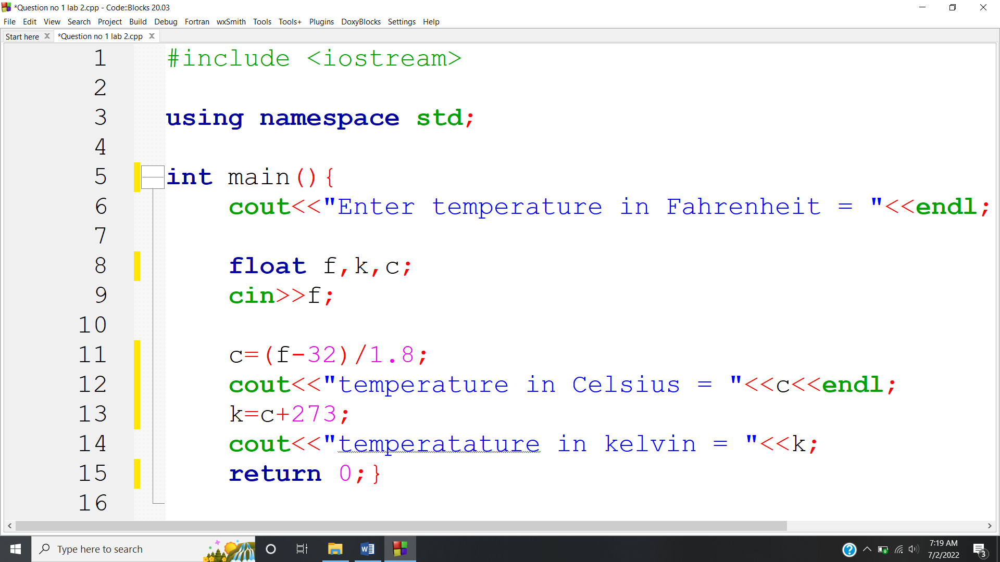 *Question no 1 lab 2.cpp - Code::Blocks 20.03
File Edit View Search Project Build Debug Fortran wxSmith Tools Tools+ Plugins DoxyBlocks Settings Help
Start here *Question no 1 lab 2.cpp
1 #include <iostream>
2
3 using namespace std;
4
5 int main(){
6 cout<<"Enter temperature in Fahrenheit = "<<endl;
7
8 float f,k,c;
9 cin>>f;
10
11 c=(f-32)/1.8;
12 cout<<"temperature in Celsius = "<<c<<endl;
13 k=c+273;
14 cout<<"temperatature in kelvin = "<<k;
15 return 0;}
16
Type here to search
7:19 AM
7/2/2022
3